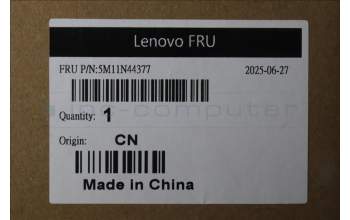 Lenovo FRU
FRU P/N:5M11N44377 2025-06-27
Quantity: 1
Origin: CN
Made in China